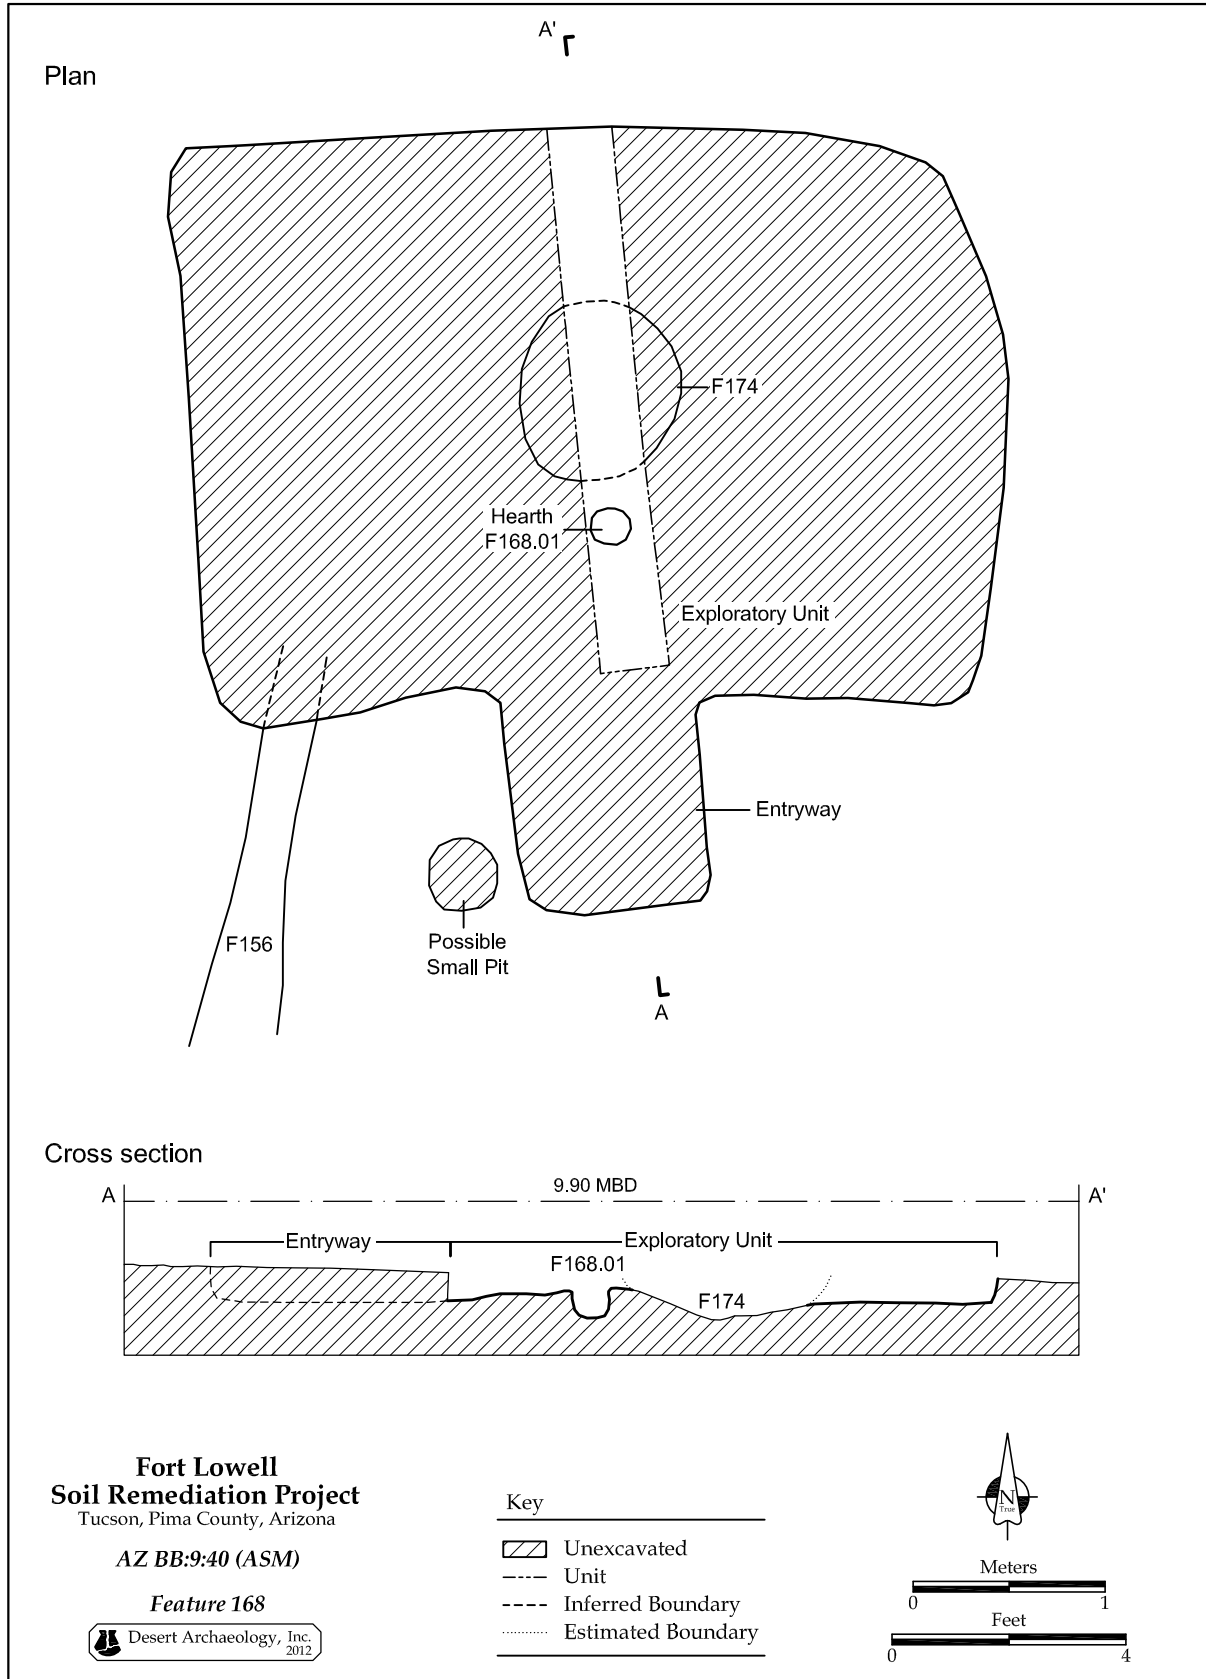 A'
Plan
F174
Hearth
F168.01
Exploratory Unit
Entryway
F156
Possible
Small Pit
A
Cross section
A
9.90 MBD
A'
Entryway
Exploratory Unit
F168.01
F174
Fort Lowell
Soil Remediation Project
Tucson, Pima County, Arizona
AZ BB:9:40 (ASM)
Feature 168
Desert Archaeology, Inc.
2012
Key
Unexcavated
Unit
Inferred Boundary
Estimated Boundary
N
True
Meters
0 1
Feet
0 4